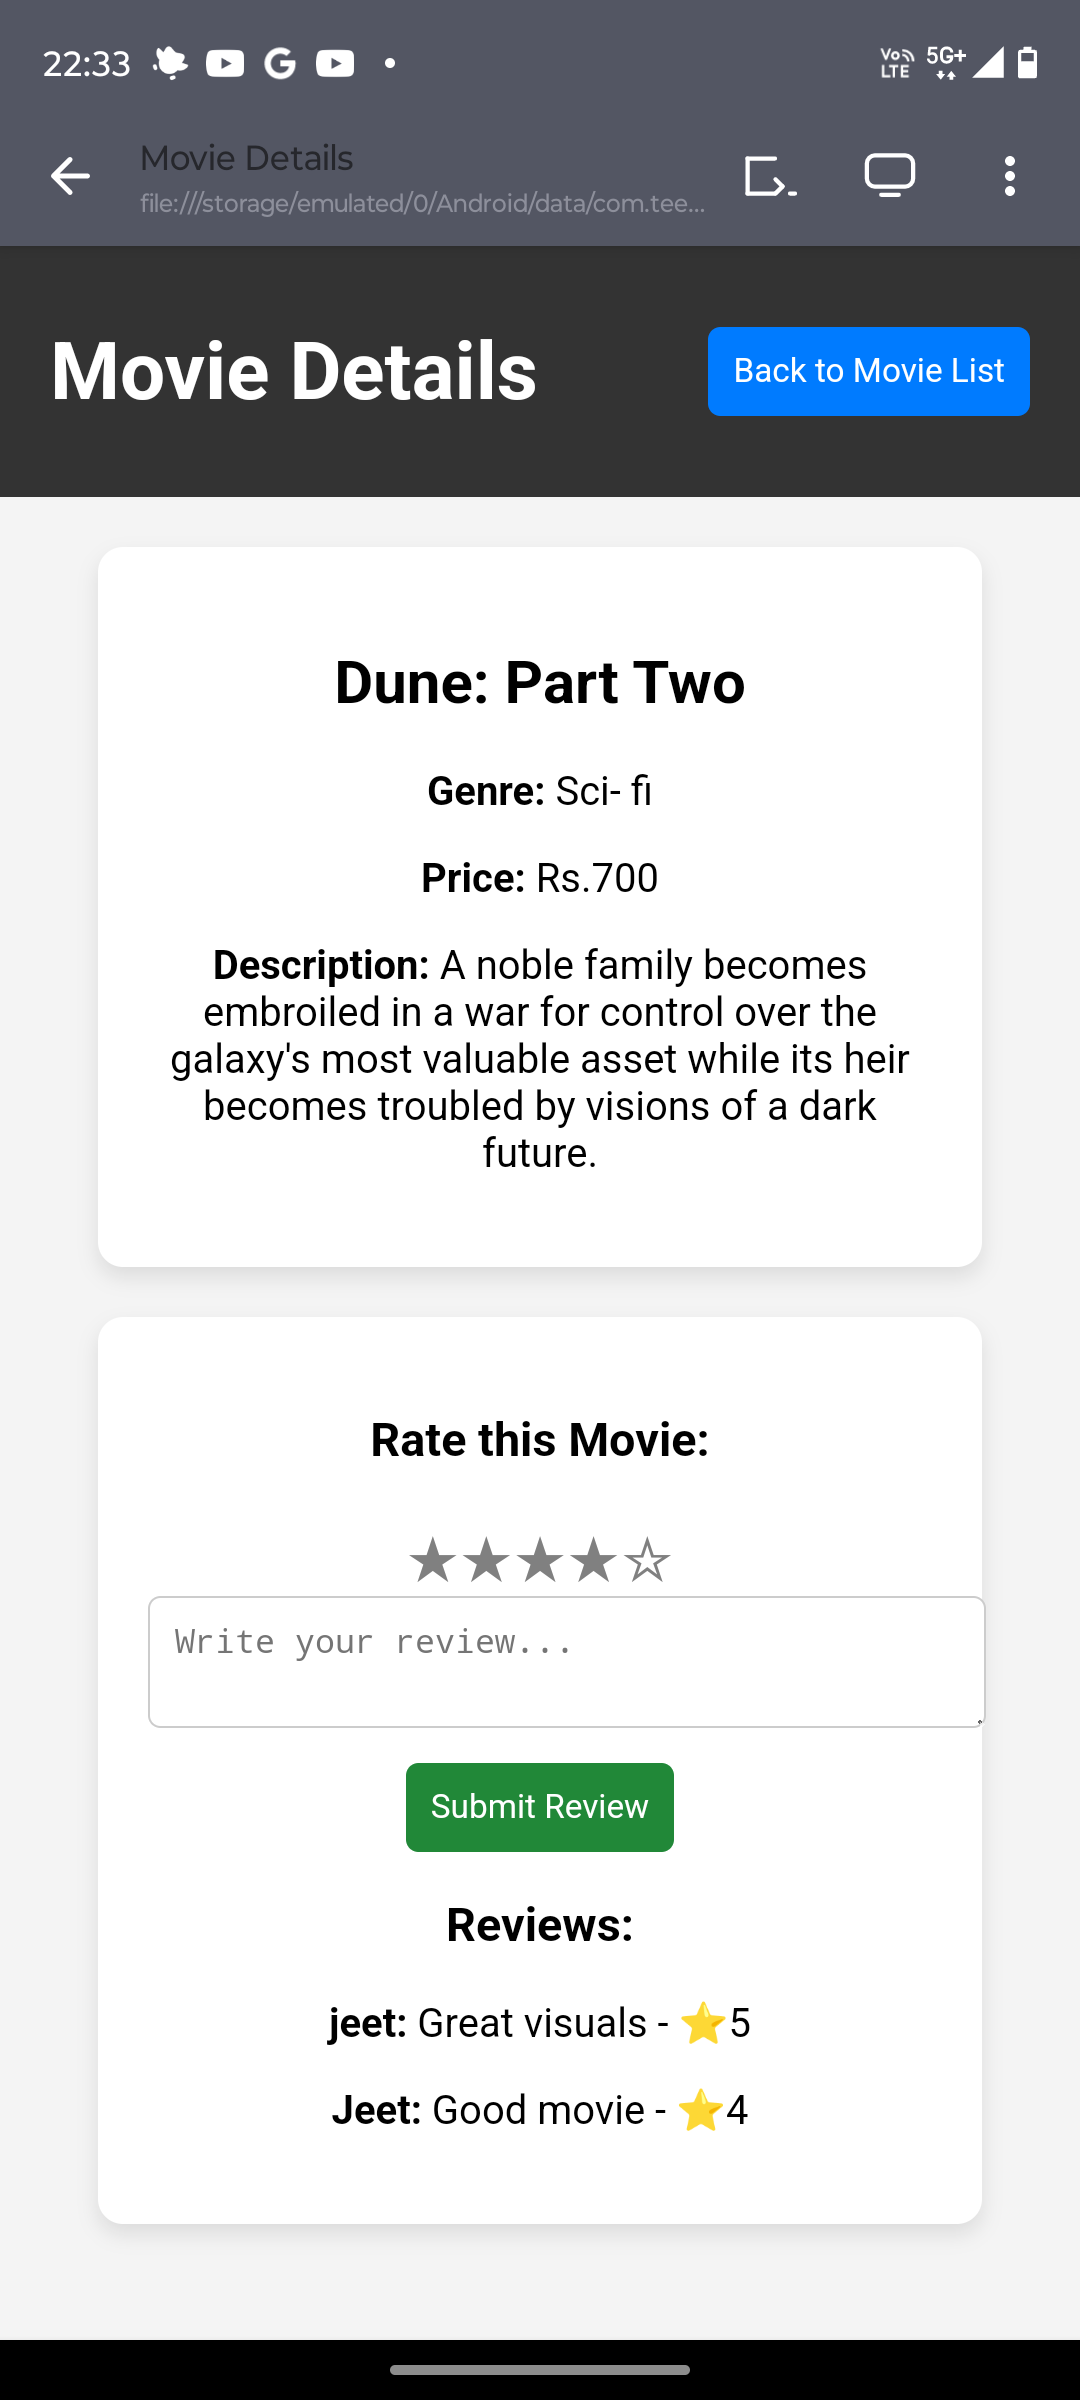 22:33
Vo LTE 5G+
Movie Details
file:///storage/emulated/0/Android/data/com.tee...
Movie Details
Back to Movie List
Dune: Part Two
Genre: Sci- fi
Price: Rs.700
Description: A noble family becomes
embroiled in a war for control over the
galaxy's most valuable asset while its heir
becomes troubled by visions of a dark
future.
Rate this Movie:
★★★★☆
Write your review...
Submit Review
Reviews:
jeet: Great visuals - ⭐5
Jeet: Good movie - ⭐4